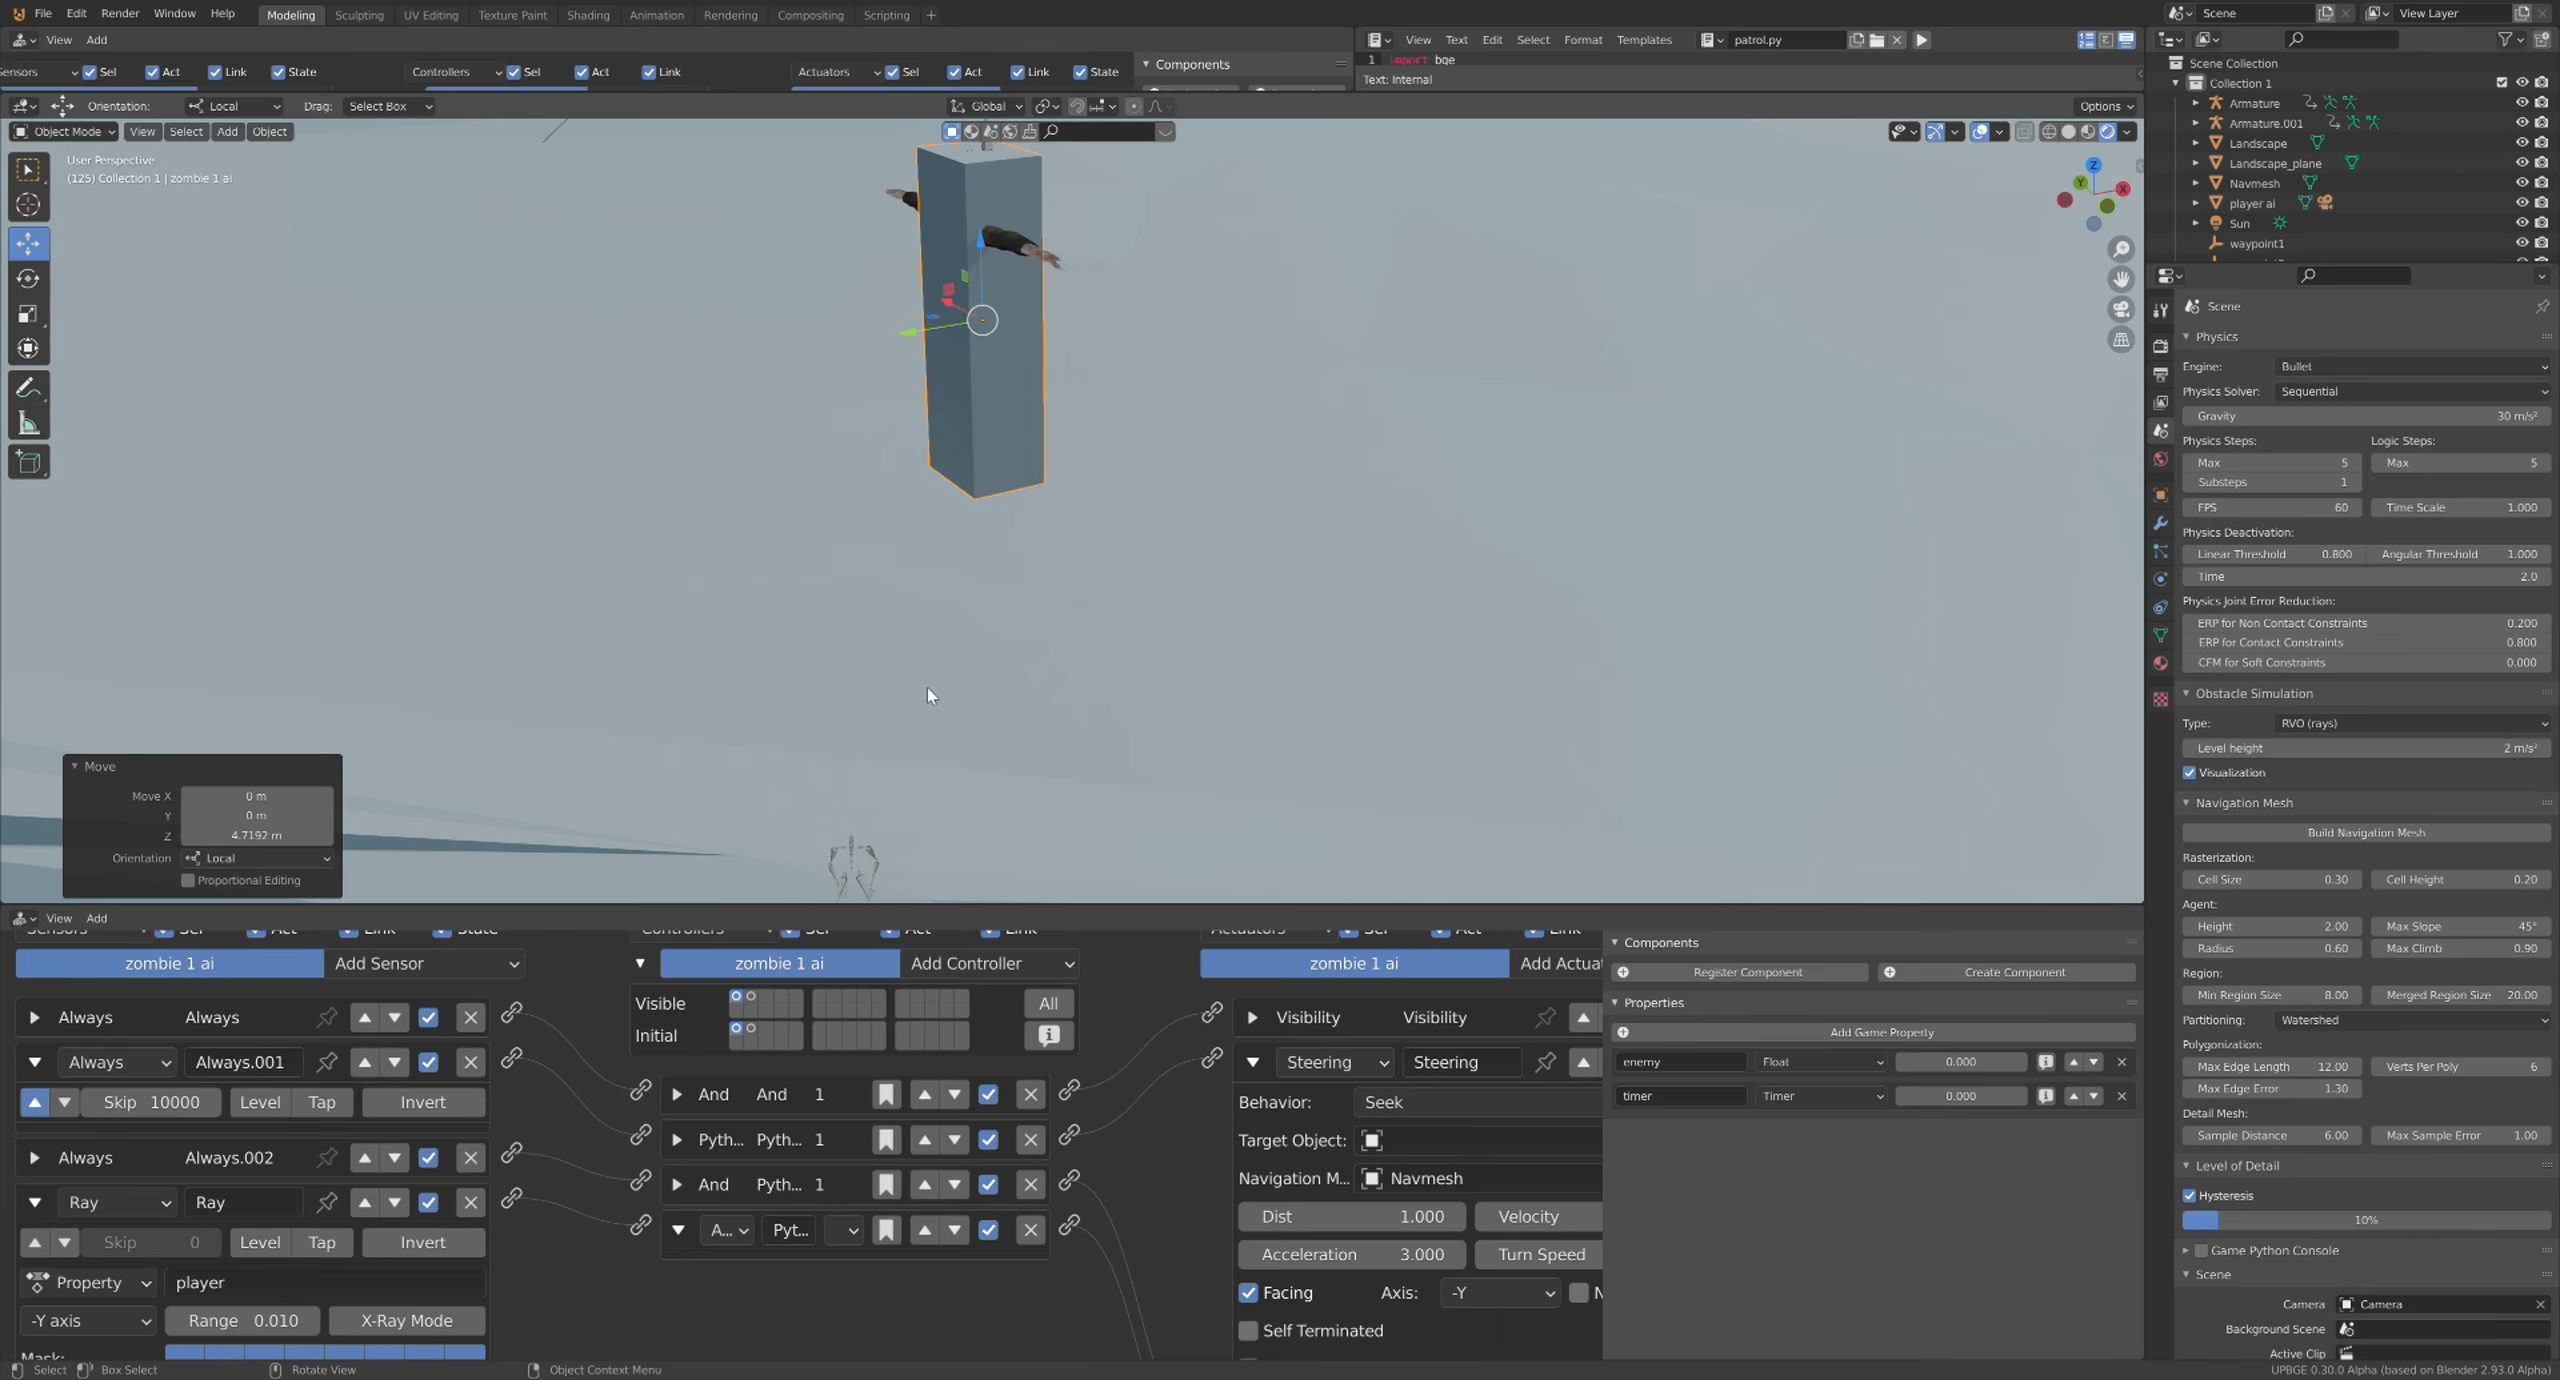 File Edit Render Window Help Modeling Sculpting UV Editing Texture Paint Shading Animation Rendering Compositing Scripting + Scene View Layer
View Add View Text Edit Select Format Templates patrol.py
ensors Sel Act Link State Controllers Sel Act Link Actuators Sel Act Link State Components
1 import bge
Text: Internal
Orientation: Local Drag: Select Box Global Options
Object Mode View Select Add Object
User Perspective
(125) Collection 1 | zombie 1 ai
Z
Y
X
Scene Collection
Collection 1
Armature
Armature.001
Landscape
Landscape_plane
Navmesh
player ai
Sun
waypoint1
Scene
Physics
Engine: Bullet
Physics Solver: Sequential
Gravity 30 m/s²
Physics Steps: Logic Steps:
Max 5 Max 5
Substeps 1
FPS 60 Time Scale 1.000
Physics Deactivation:
Linear Threshold 0.800 Angular Threshold 1.000
Time 2.0
Physics Joint Error Reduction:
ERP for Non Contact Constraints 0.200
ERP for Contact Constraints 0.800
CFM for Soft Constraints 0.000
Obstacle Simulation
Type: RVO (rays)
Level height 2 m/s²
Visualization
Navigation Mesh
Build Navigation Mesh
Rasterization:
Cell Size 0.30 Cell Height 0.20
Agent:
Height 2.00 Max Slope 45°
Radius 0.60 Max Climb 0.90
Region:
Min Region Size 8.00 Merged Region Size 20.00
Partitioning: Watershed
Polygonization:
Max Edge Length 12.00 Verts Per Poly 6
Max Edge Error 1.30
Detail Mesh:
Sample Distance 6.00 Max Sample Error 1.00
Level of Detail
Hysteresis
10%
Game Python Console
Scene
Camera Camera
Background Scene
Active Clip
Move
Move X 0 m
Y 0 m
Z 4.7192 m
Orientation Local
Proportional Editing
View Add
Sensors Sel Act Link State Controllers Sel Act Link Actuators Sel Act Link
zombie 1 ai Add Sensor
Always Always
Always Always.001
Skip 10000 Level Tap Invert
Always Always.002
Ray Ray
Skip 0 Level Tap Invert
Property player
-Y axis Range 0.010 X-Ray Mode
Mask:
zombie 1 ai Add Controller
Visible All
Initial
And And 1
Pyth... Pyth... 1
And Pyth... 1
A... Pyt...
zombie 1 ai Add Actua
Visibility Visibility
Steering Steering
Behavior: Seek
Target Object:
Navigation M... Navmesh
Dist 1.000 Velocity
Acceleration 3.000 Turn Speed
Facing Axis: -Y N
Self Terminated
Components
Register Component Create Component
Properties
Add Game Property
enemy Float 0.000
timer Timer 0.000
Select Box Select Rotate View Object Context Menu UPBGE 0.30.0 Alpha (based on Blender 2.93.0 Alpha)